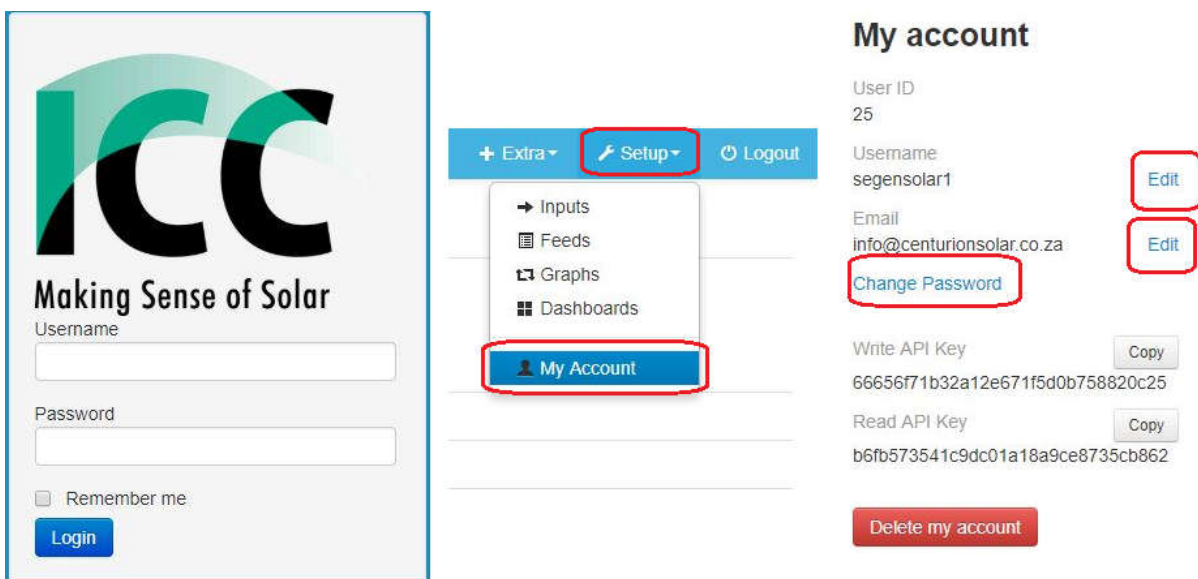 ICC
Making Sense of Solar
Username
Password
Remember me
Login
Extra
Setup
Logout
Inputs
Feeds
Graphs
Dashboards
My Account
My account
User ID
25
Username
segensolar1
Edit
Email
info@centurionsolar.co.za
Edit
Change Password
Write API Key
Copy
66656f71b32a12e671f5d0b758820c25
Read API Key
Copy
b6fb573541c9dc01a18a9ce8735cb862
Delete my account